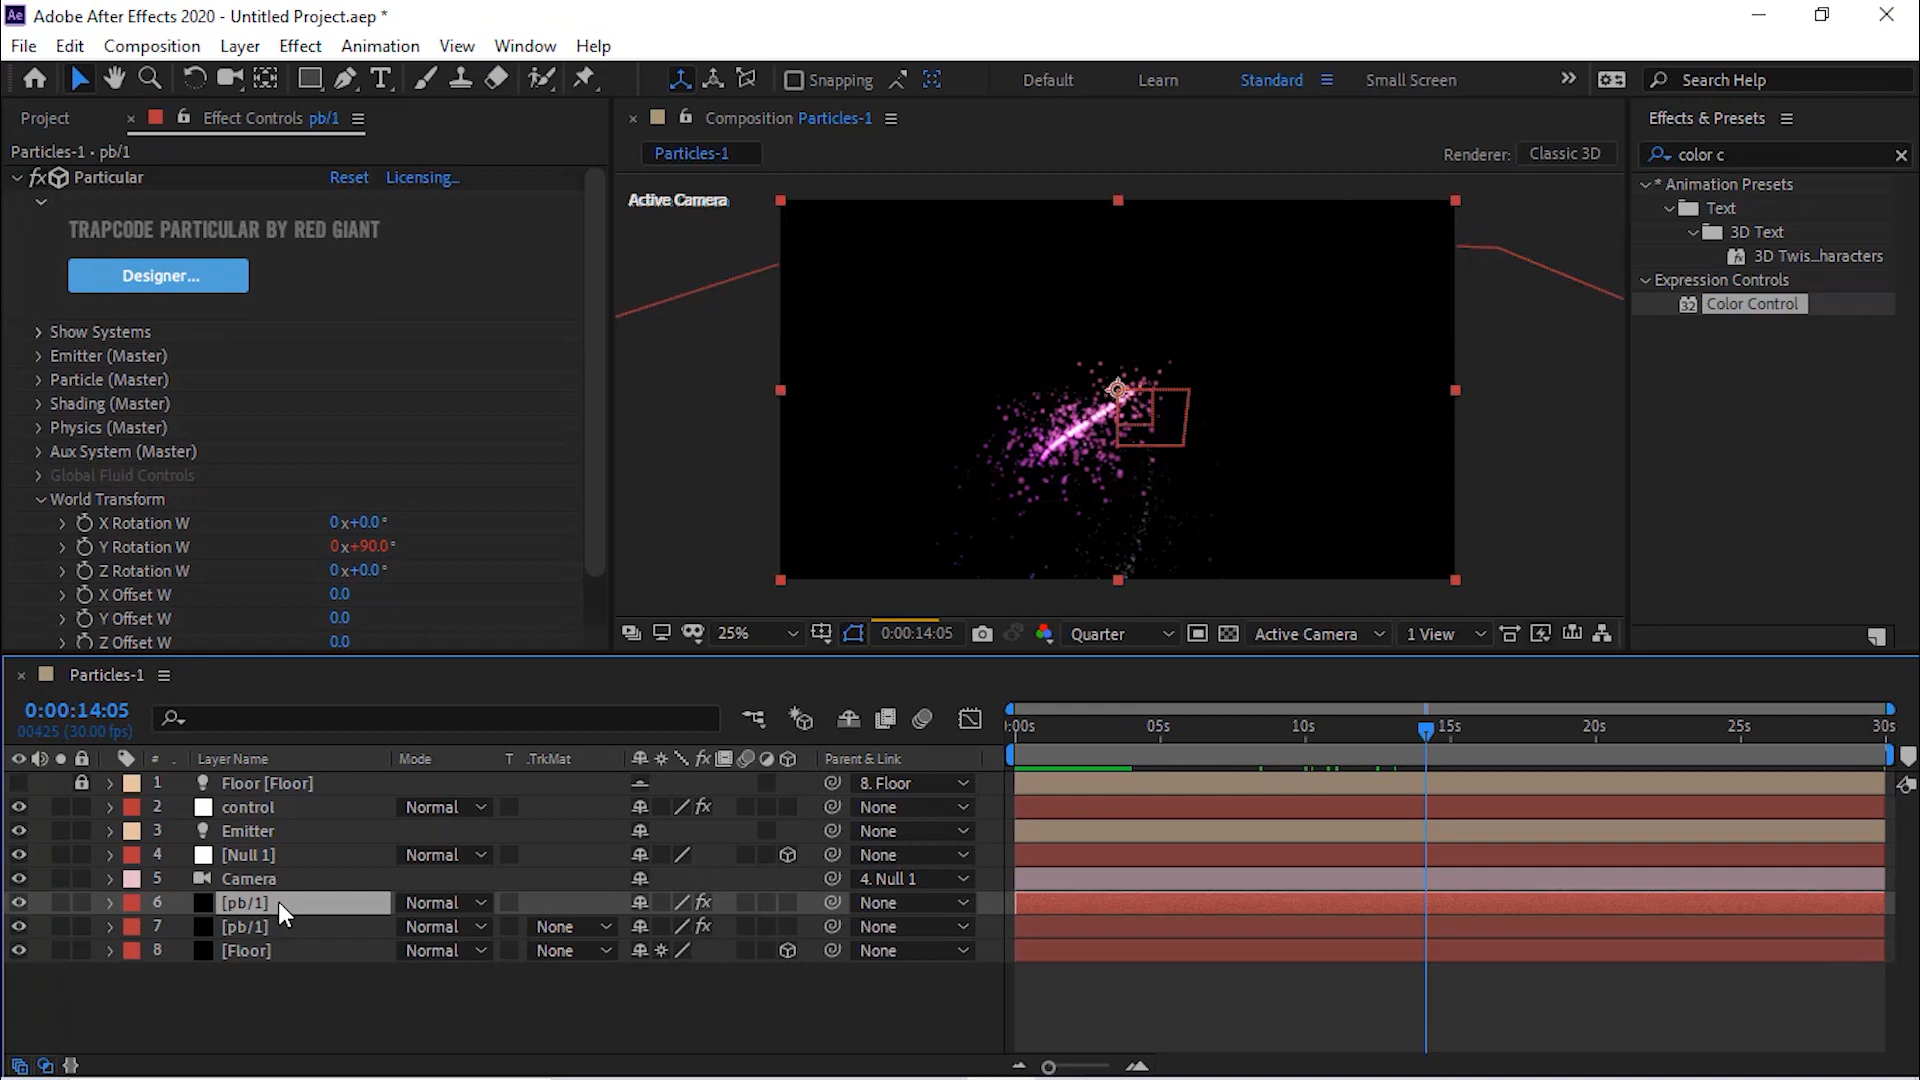 Ae Adobe After Effects 2020 - Untitled Project.aep *
File Edit Composition Layer Effect Animation View Window Help
Snapping Default Learn Standard Small Screen Search Help
Project Effect Controls pb/1
Particles-1 • pb/1
fx Particular Reset Licensing...
TRAPCODE PARTICULAR BY RED GIANT
Designer...
Show Systems
Emitter (Master)
Particle (Master)
Shading (Master)
Physics (Master)
Aux System (Master)
Global Fluid Controls
World Transform
X Rotation W 0x+0.0°
Y Rotation W 0x+90.0°
Z Rotation W 0x+0.0°
X Offset W 0.0
Y Offset W 0.0
Z Offset W 0.0
Composition Particles-1
Particles-1
Renderer: Classic 3D
Active Camera
25% 0:00:14:05 Quarter Active Camera 1 View
Effects & Presets
color c
* Animation Presets
Text
3D Text
3D Twis...haracters
Expression Controls
32 Color Control
Particles-1
0:00:14:05
00425 (30.00 fps)
:00s 05s 10s 15s 20s 25s 30s
# Layer Name Mode T .TrkMat fx Parent & Link
1 Floor [Floor] 8. Floor
2 control Normal fx None
3 Emitter None
4 [Null 1] Normal None
5 Camera 4. Null 1
6 [pb/1] Normal fx None
7 [pb/1] Normal None fx None
8 [Floor] Normal None None